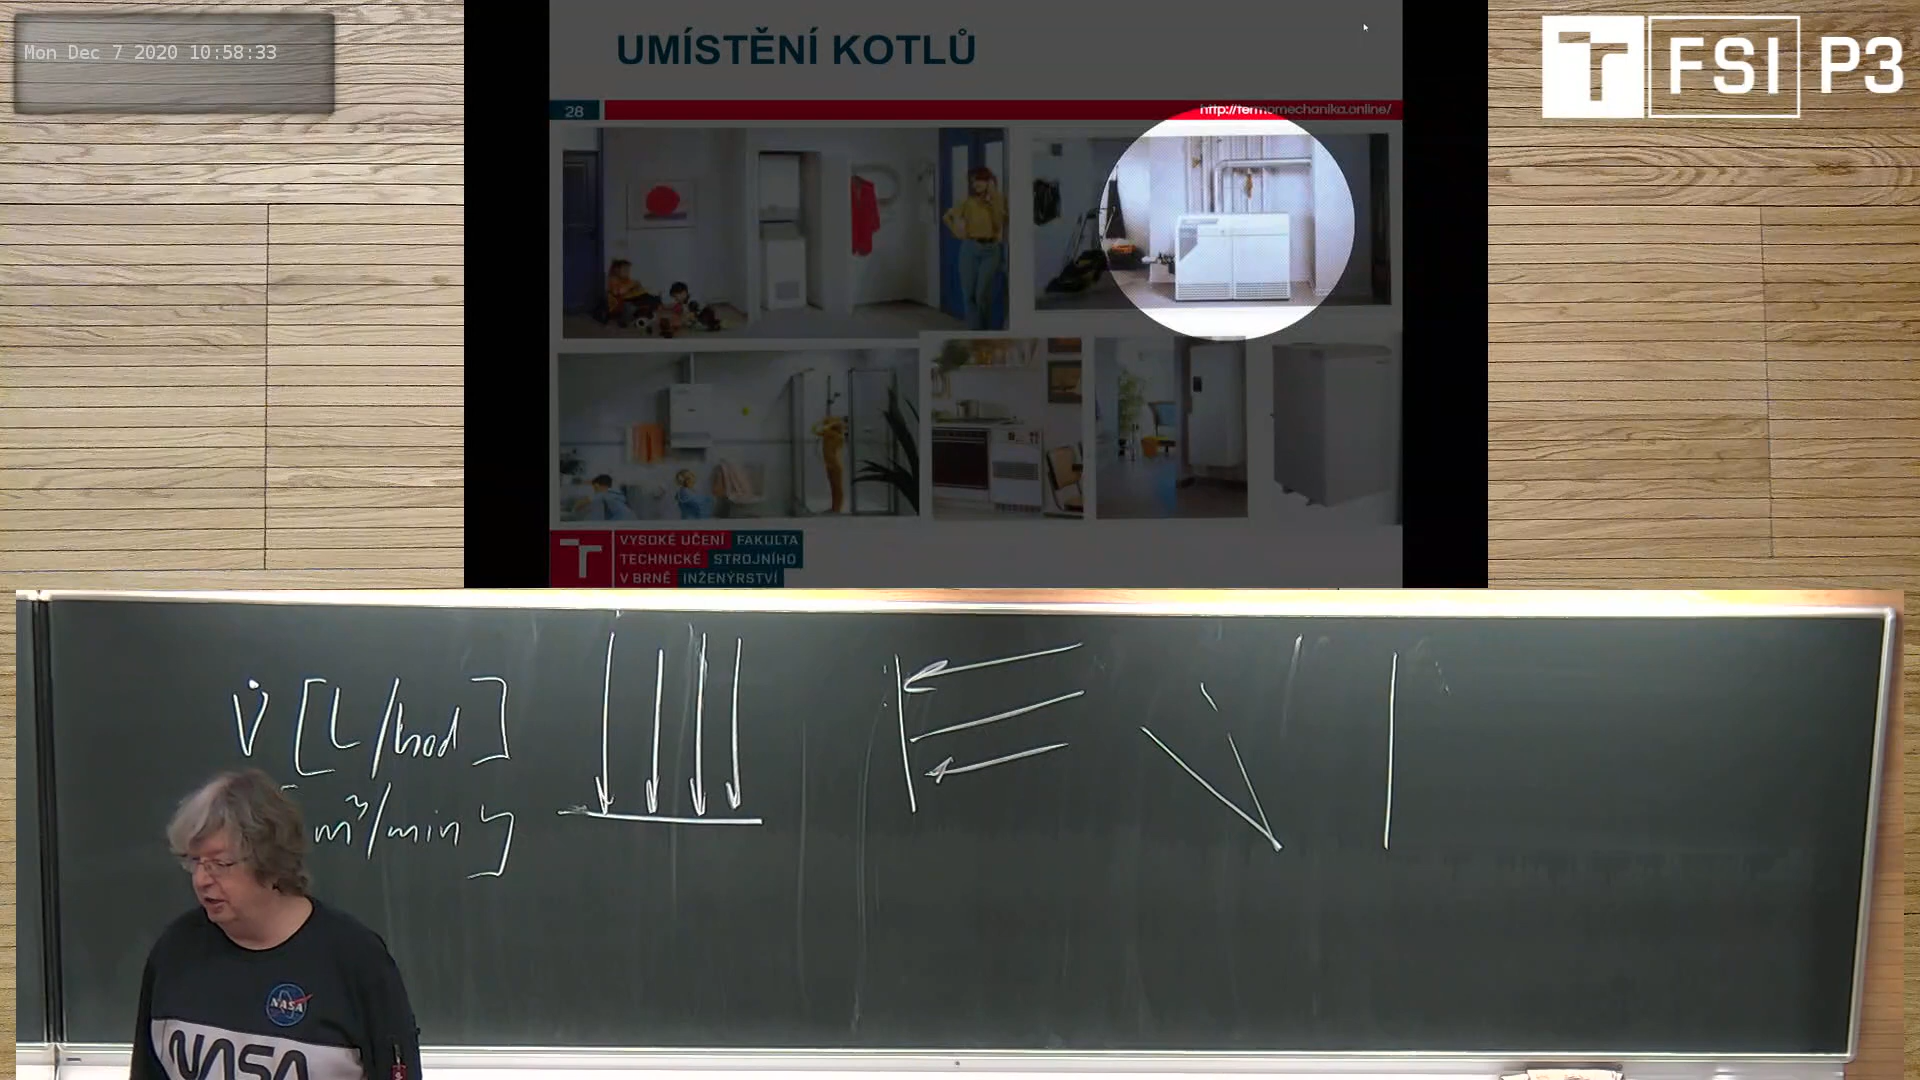 Mon Dec 7 2020 10:58:33
UMÍSTĚNÍ KOTLŮ
28
http://termomechanika.online/
FSI P3
VYSOKÉ UČENÍ FAKULTA
TECHNICKÉ STROJNÍHO
V BRNĚ INŽENÝRSTVÍ
V̇ [L/hod]
[m³/min]
NASA
NASA